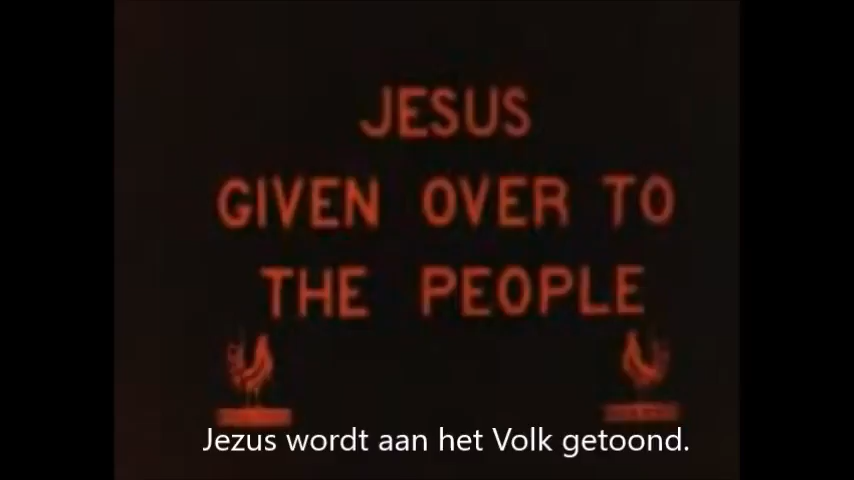 JESUS
GIVEN OVER TO
THE PEOPLE
Jezus wordt aan het Volk getoond.